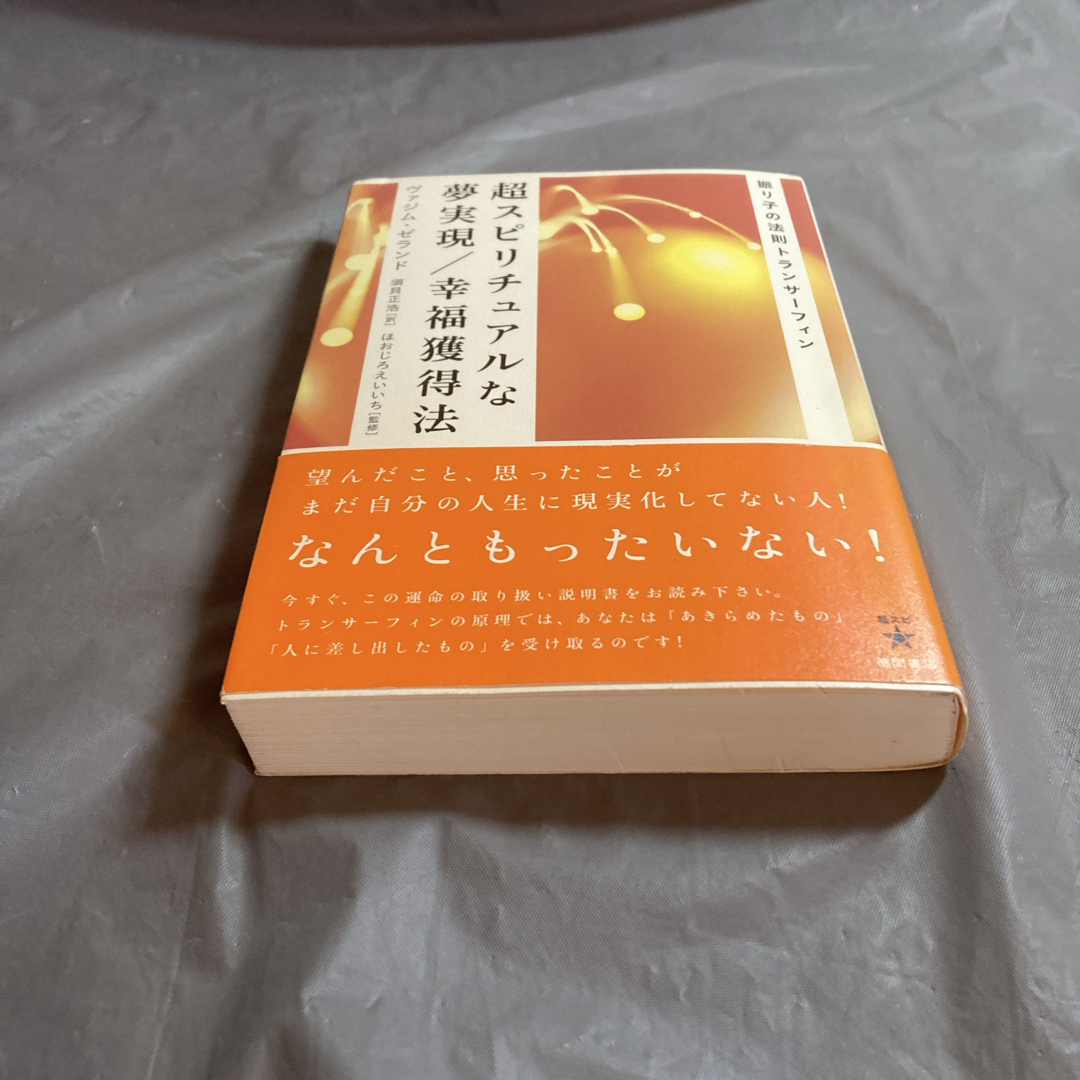 振り子の法則トランサーフィン
超スピリチュアルな
夢実現/幸福獲得法
ヴァジム・ゼランド 須貝正浩[訳] ほおじろえいいち[監修]
望んだこと、思ったことが
まだ自分の人生に現実化してない人!
なんともったいない!
今すぐ、この運命の取り扱い説明書をお読み下さい。
トランサーフィンの原理では、あなたは「あきらめたもの」
「人に差し出したもの」を受け取るのです!
超スピ
徳間書店